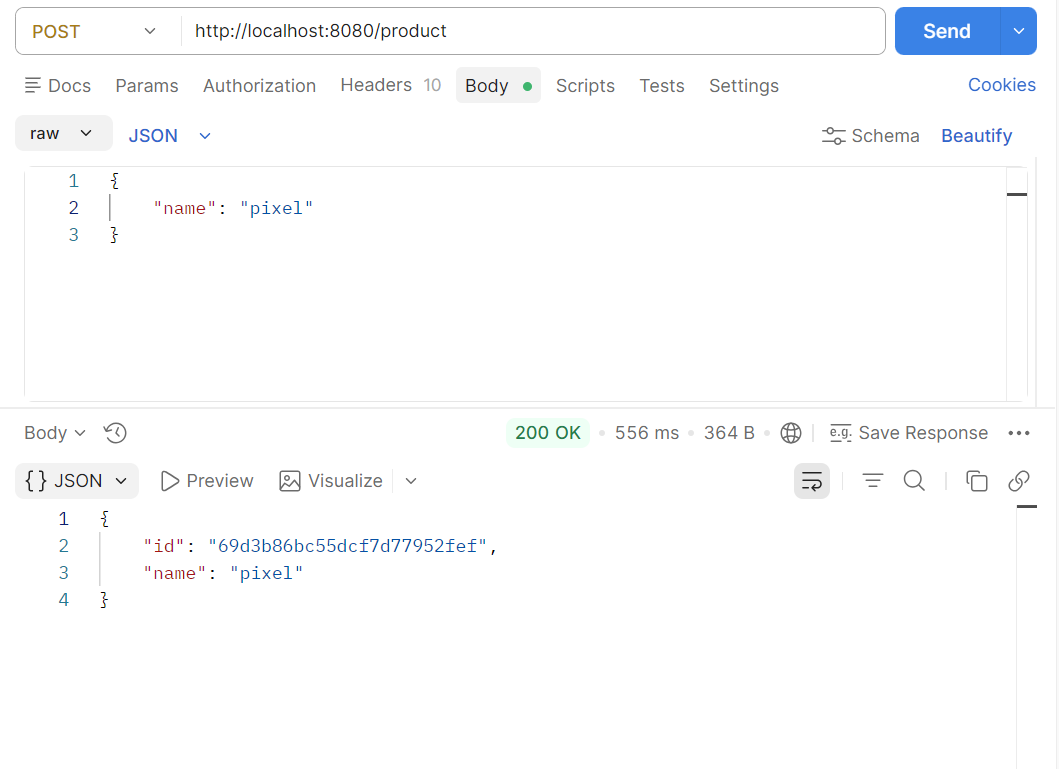 POST http://localhost:8080/product Send
Docs Params Authorization Headers 10 Body Scripts Tests Settings Cookies
raw JSON Schema Beautify
1 {
2 "name": "pixel"
3 }
Body 200 OK 556 ms 364 B e.g. Save Response
{} JSON Preview Visualize
1 {
2 "id": "69d3b86bc55dcf7d77952fef",
3 "name": "pixel"
4 }